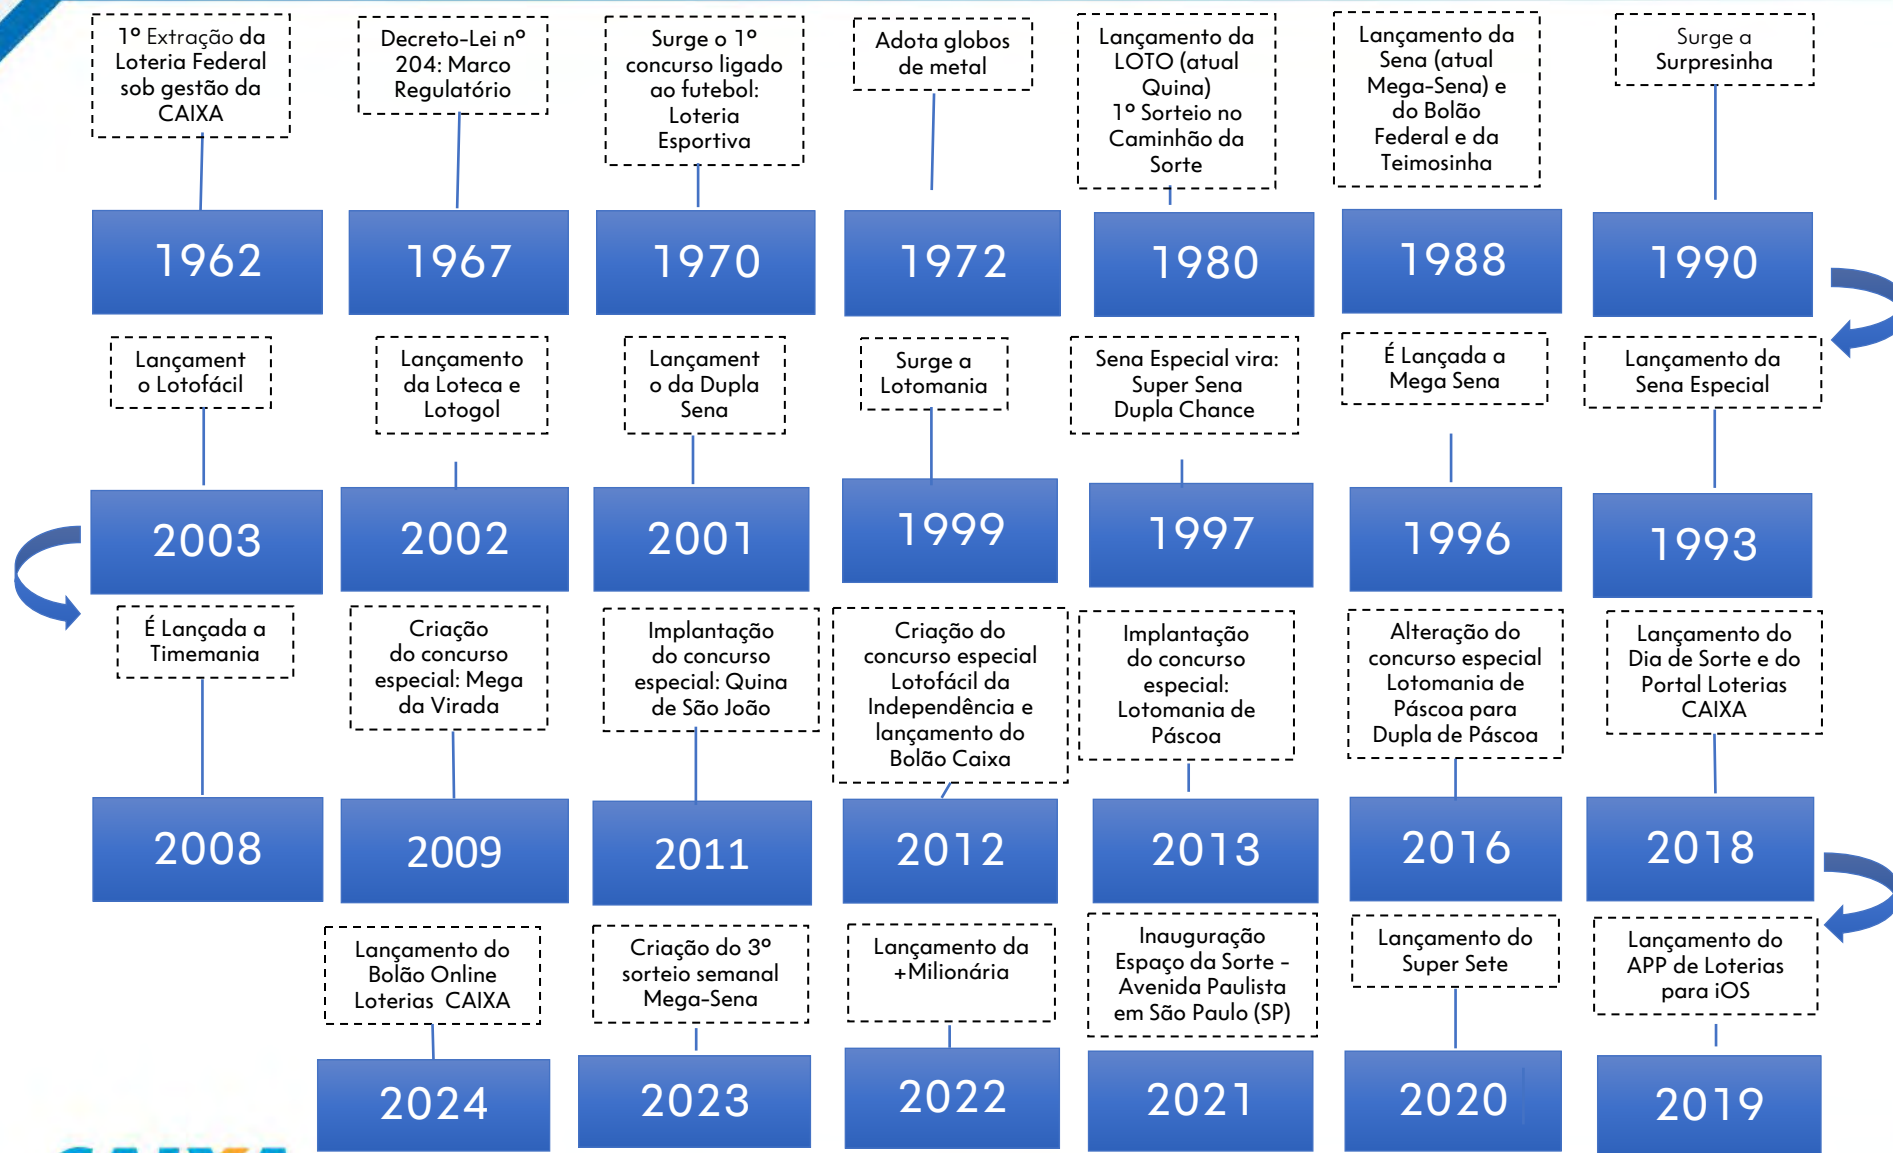 1º Extração da
Loteria Federal
sob gestão da
CAIXA
Decreto-Lei nº
204: Marco
Regulatório
Surge o 1º
concurso ligado
ao futebol:
Loteria
Esportiva
Adota globos
de metal
Lançamento da
LOTO (atual
Quina)
1º Sorteio no
Caminhão da
Sorte
Lançamento da
Sena (atual
Mega-Sena) e
do Bolão
Federal e da
Teimosinha
Surge a
Surpresinha
1962
1967
1970
1972
1980
1988
1990
Lançament
o Lotofácil
Lançamento
da Loteca e
Lotogol
Lançament
o da Dupla
Sena
Surge a
Lotomania
Sena Especial vira:
Super Sena
Dupla Chance
É Lançada a
Mega Sena
Lançamento da
Sena Especial
2003
2002
2001
1999
1997
1996
1993
É Lançada a
Timemania
Criação
do concurso
especial: Mega
da Virada
Implantação
do concurso
especial: Quina
de São João
Criação do
concurso especial
Lotofácil da
Independência e
lançamento do
Bolão Caixa
Implantação
do concurso
especial:
Lotomania de
Páscoa
Alteração do
concurso especial
Lotomania de
Páscoa para
Dupla de Páscoa
Lançamento do
Dia de Sorte e do
Portal Loterias
CAIXA
2008
2009
2011
2012
2013
2016
2018
Lançamento do
Bolão Online
Loterias CAIXA
Criação do 3º
sorteio semanal
Mega-Sena
Lançamento da
+Milionária
Inauguração
Espaço da Sorte -
Avenida Paulista
em São Paulo (SP)
Lançamento do
Super Sete
Lançamento do
APP de Loterias
para iOS
2024
2023
2022
2021
2020
2019
CAIXA